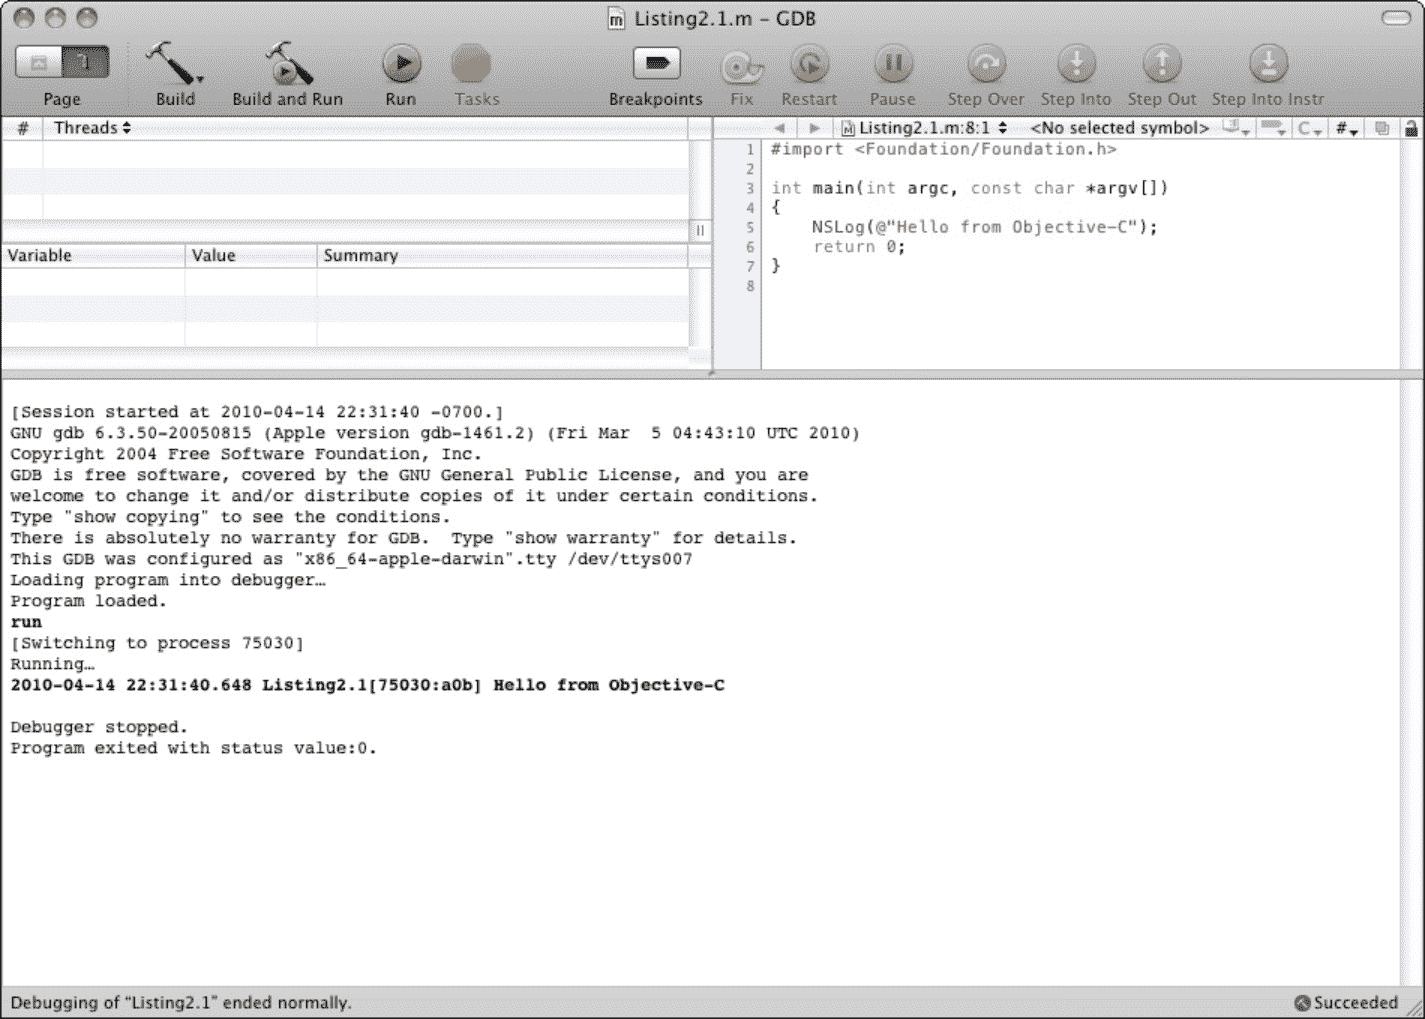 Listing2.1.m – GDB
Page Build Build and Run Run Tasks Breakpoints Fix Restart Pause Step Over Step Into Step Out Step Into Instr
# Threads
Variable Value Summary
Listing2.1.m:8:1 <No selected symbol> C #
1 #import <Foundation/Foundation.h>
2
3 int main(int argc, const char *argv[])
4 {
5 NSLog(@"Hello from Objective-C");
6 return 0;
7 }
8
[Session started at 2010-04-14 22:31:40 -0700.]
GNU gdb 6.3.50-20050815 (Apple version gdb-1461.2) (Fri Mar  5 04:43:10 UTC 2010)
Copyright 2004 Free Software Foundation, Inc.
GDB is free software, covered by the GNU General Public License, and you are
welcome to change it and/or distribute copies of it under certain conditions.
Type "show copying" to see the conditions.
There is absolutely no warranty for GDB.  Type "show warranty" for details.
This GDB was configured as "x86_64-apple-darwin".tty /dev/ttys007
Loading program into debugger…
Program loaded.
run
[Switching to process 75030]
Running…
2010-04-14 22:31:40.648 Listing2.1[75030:a0b] Hello from Objective-C
Debugger stopped.
Program exited with status value:0.
Debugging of “Listing2.1” ended normally. Succeeded